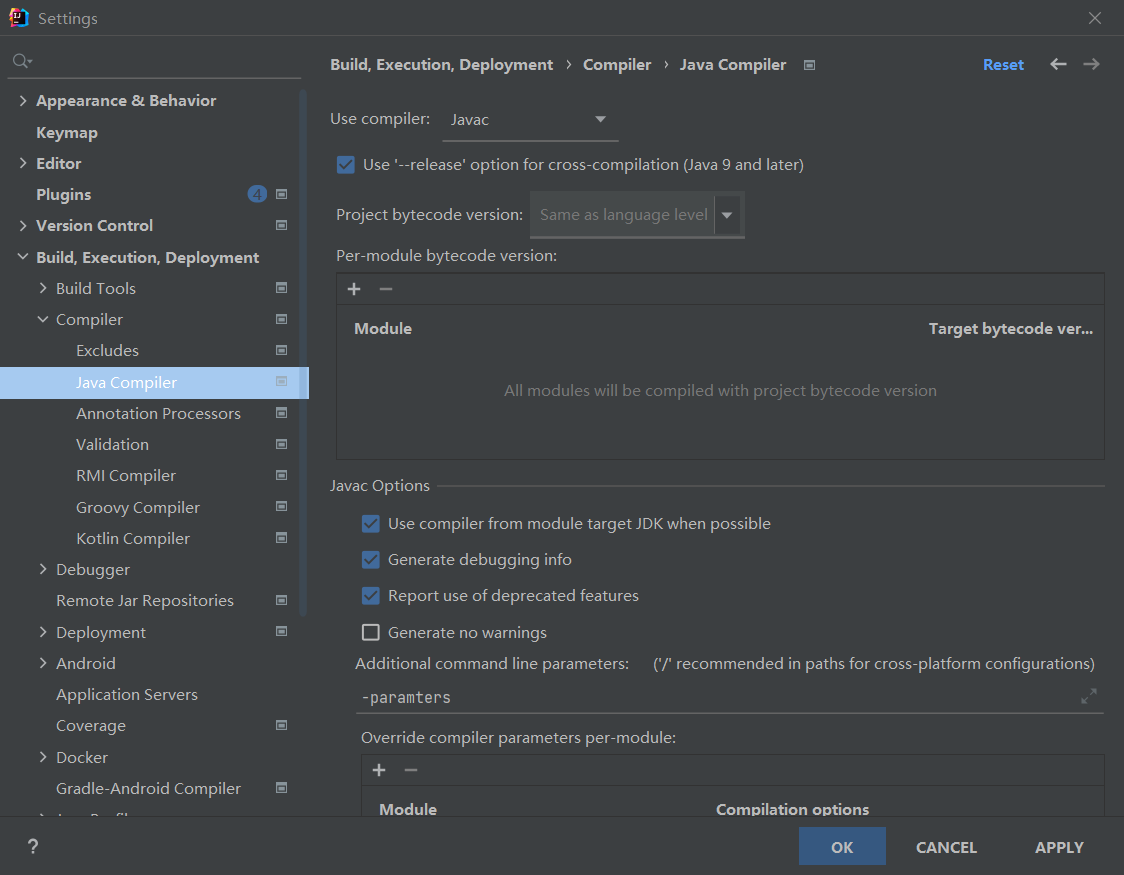 Settings
Appearance & Behavior
Keymap
Editor
Plugins 4
Version Control
Build, Execution, Deployment
Build Tools
Compiler
Excludes
Java Compiler
Annotation Processors
Validation
RMI Compiler
Groovy Compiler
Kotlin Compiler
Debugger
Remote Jar Repositories
Deployment
Android
Application Servers
Coverage
Docker
Gradle-Android Compiler
Build, Execution, Deployment › Compiler › Java Compiler Reset
Use compiler: Javac
Use '--release' option for cross-compilation (Java 9 and later)
Project bytecode version: Same as language level
Per-module bytecode version:
Module Target bytecode ver...
All modules will be compiled with project bytecode version
Javac Options
Use compiler from module target JDK when possible
Generate debugging info
Report use of deprecated features
Generate no warnings
Additional command line parameters: ('/' recommended in paths for cross-platform configurations)
-paramters
Override compiler parameters per-module:
Module Compilation options
? OK CANCEL APPLY